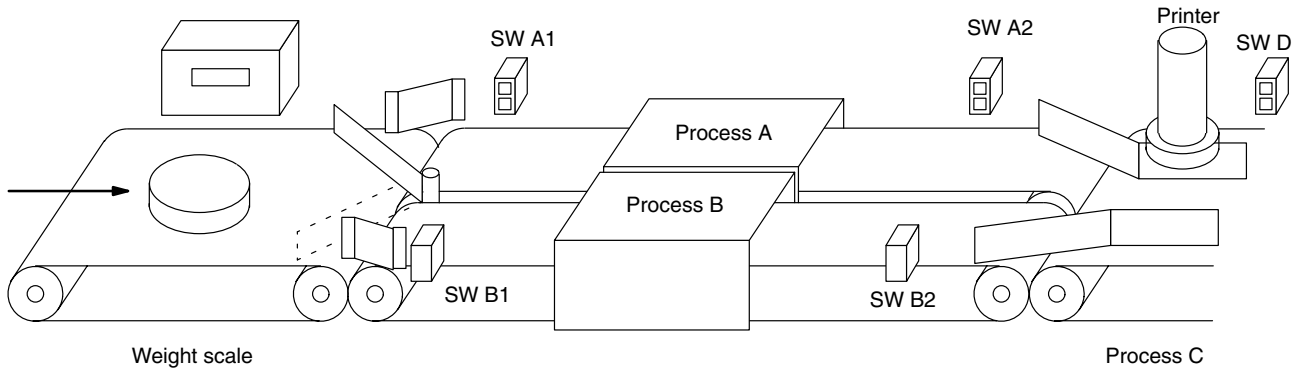 Printer
SW A1
SW A2
SW D
Process A
Process B
SW B1
SW B2
Weight scale
Process C